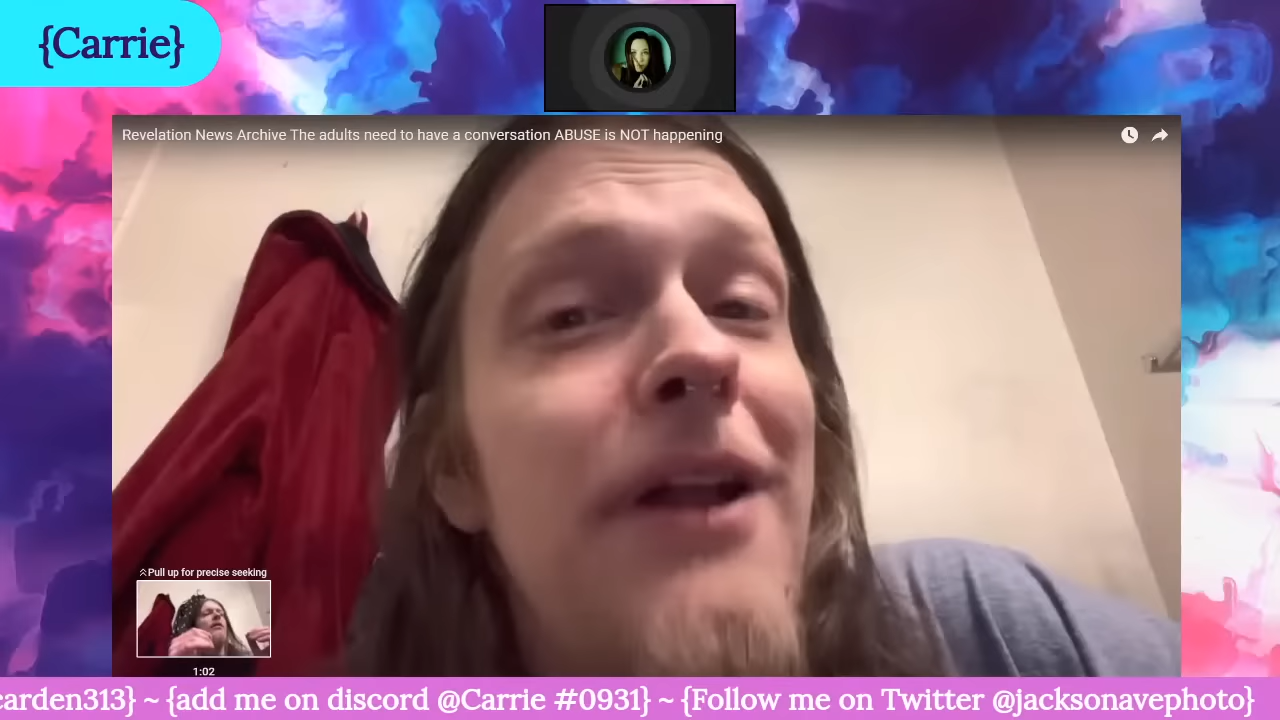 {Carrie}
Revelation News Archive The adults need to have a conversation ABUSE is NOT happening
Pull up for precise seeking
1:02
carden313} ~ {add me on discord @Carrie #0931} ~ {Follow me on Twitter @jacksonavephoto}